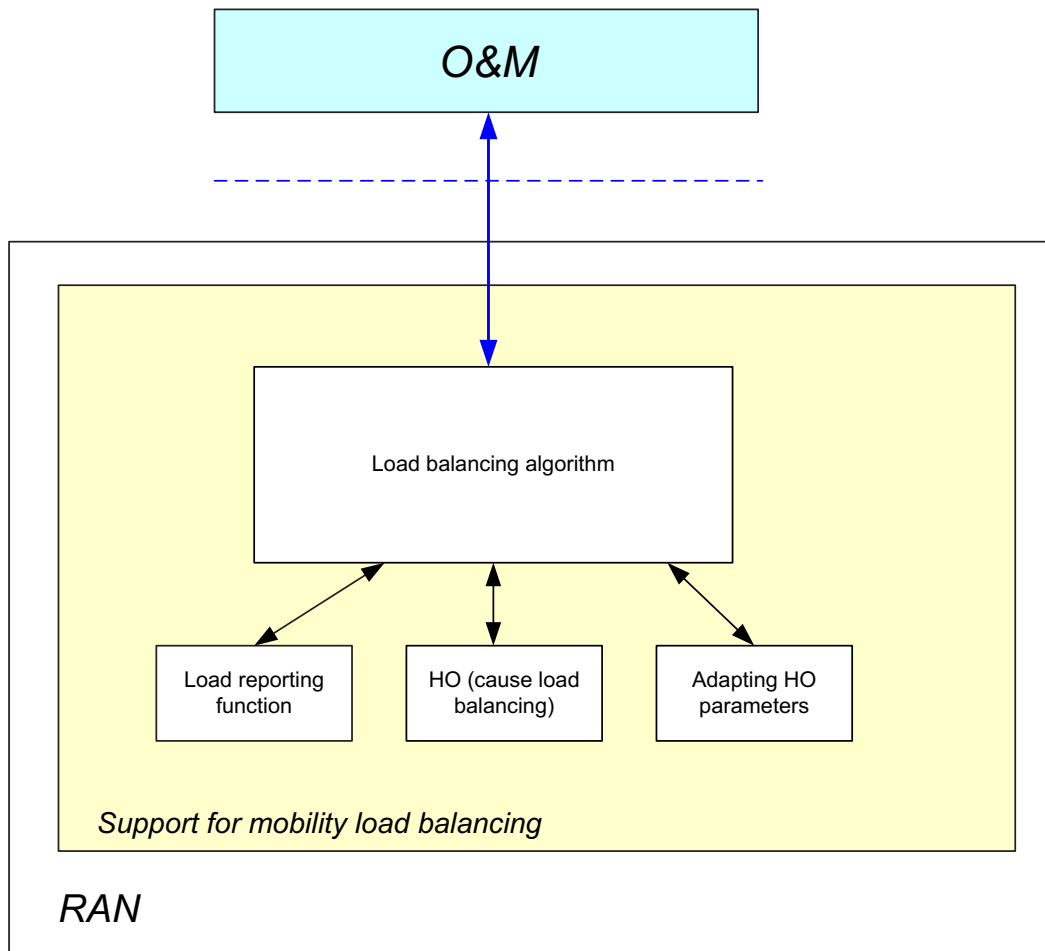 O&M
Load balancing algorithm
Load reporting
function
HO (cause load
balancing)
Adapting HO
parameters
Support for mobility load balancing
RAN